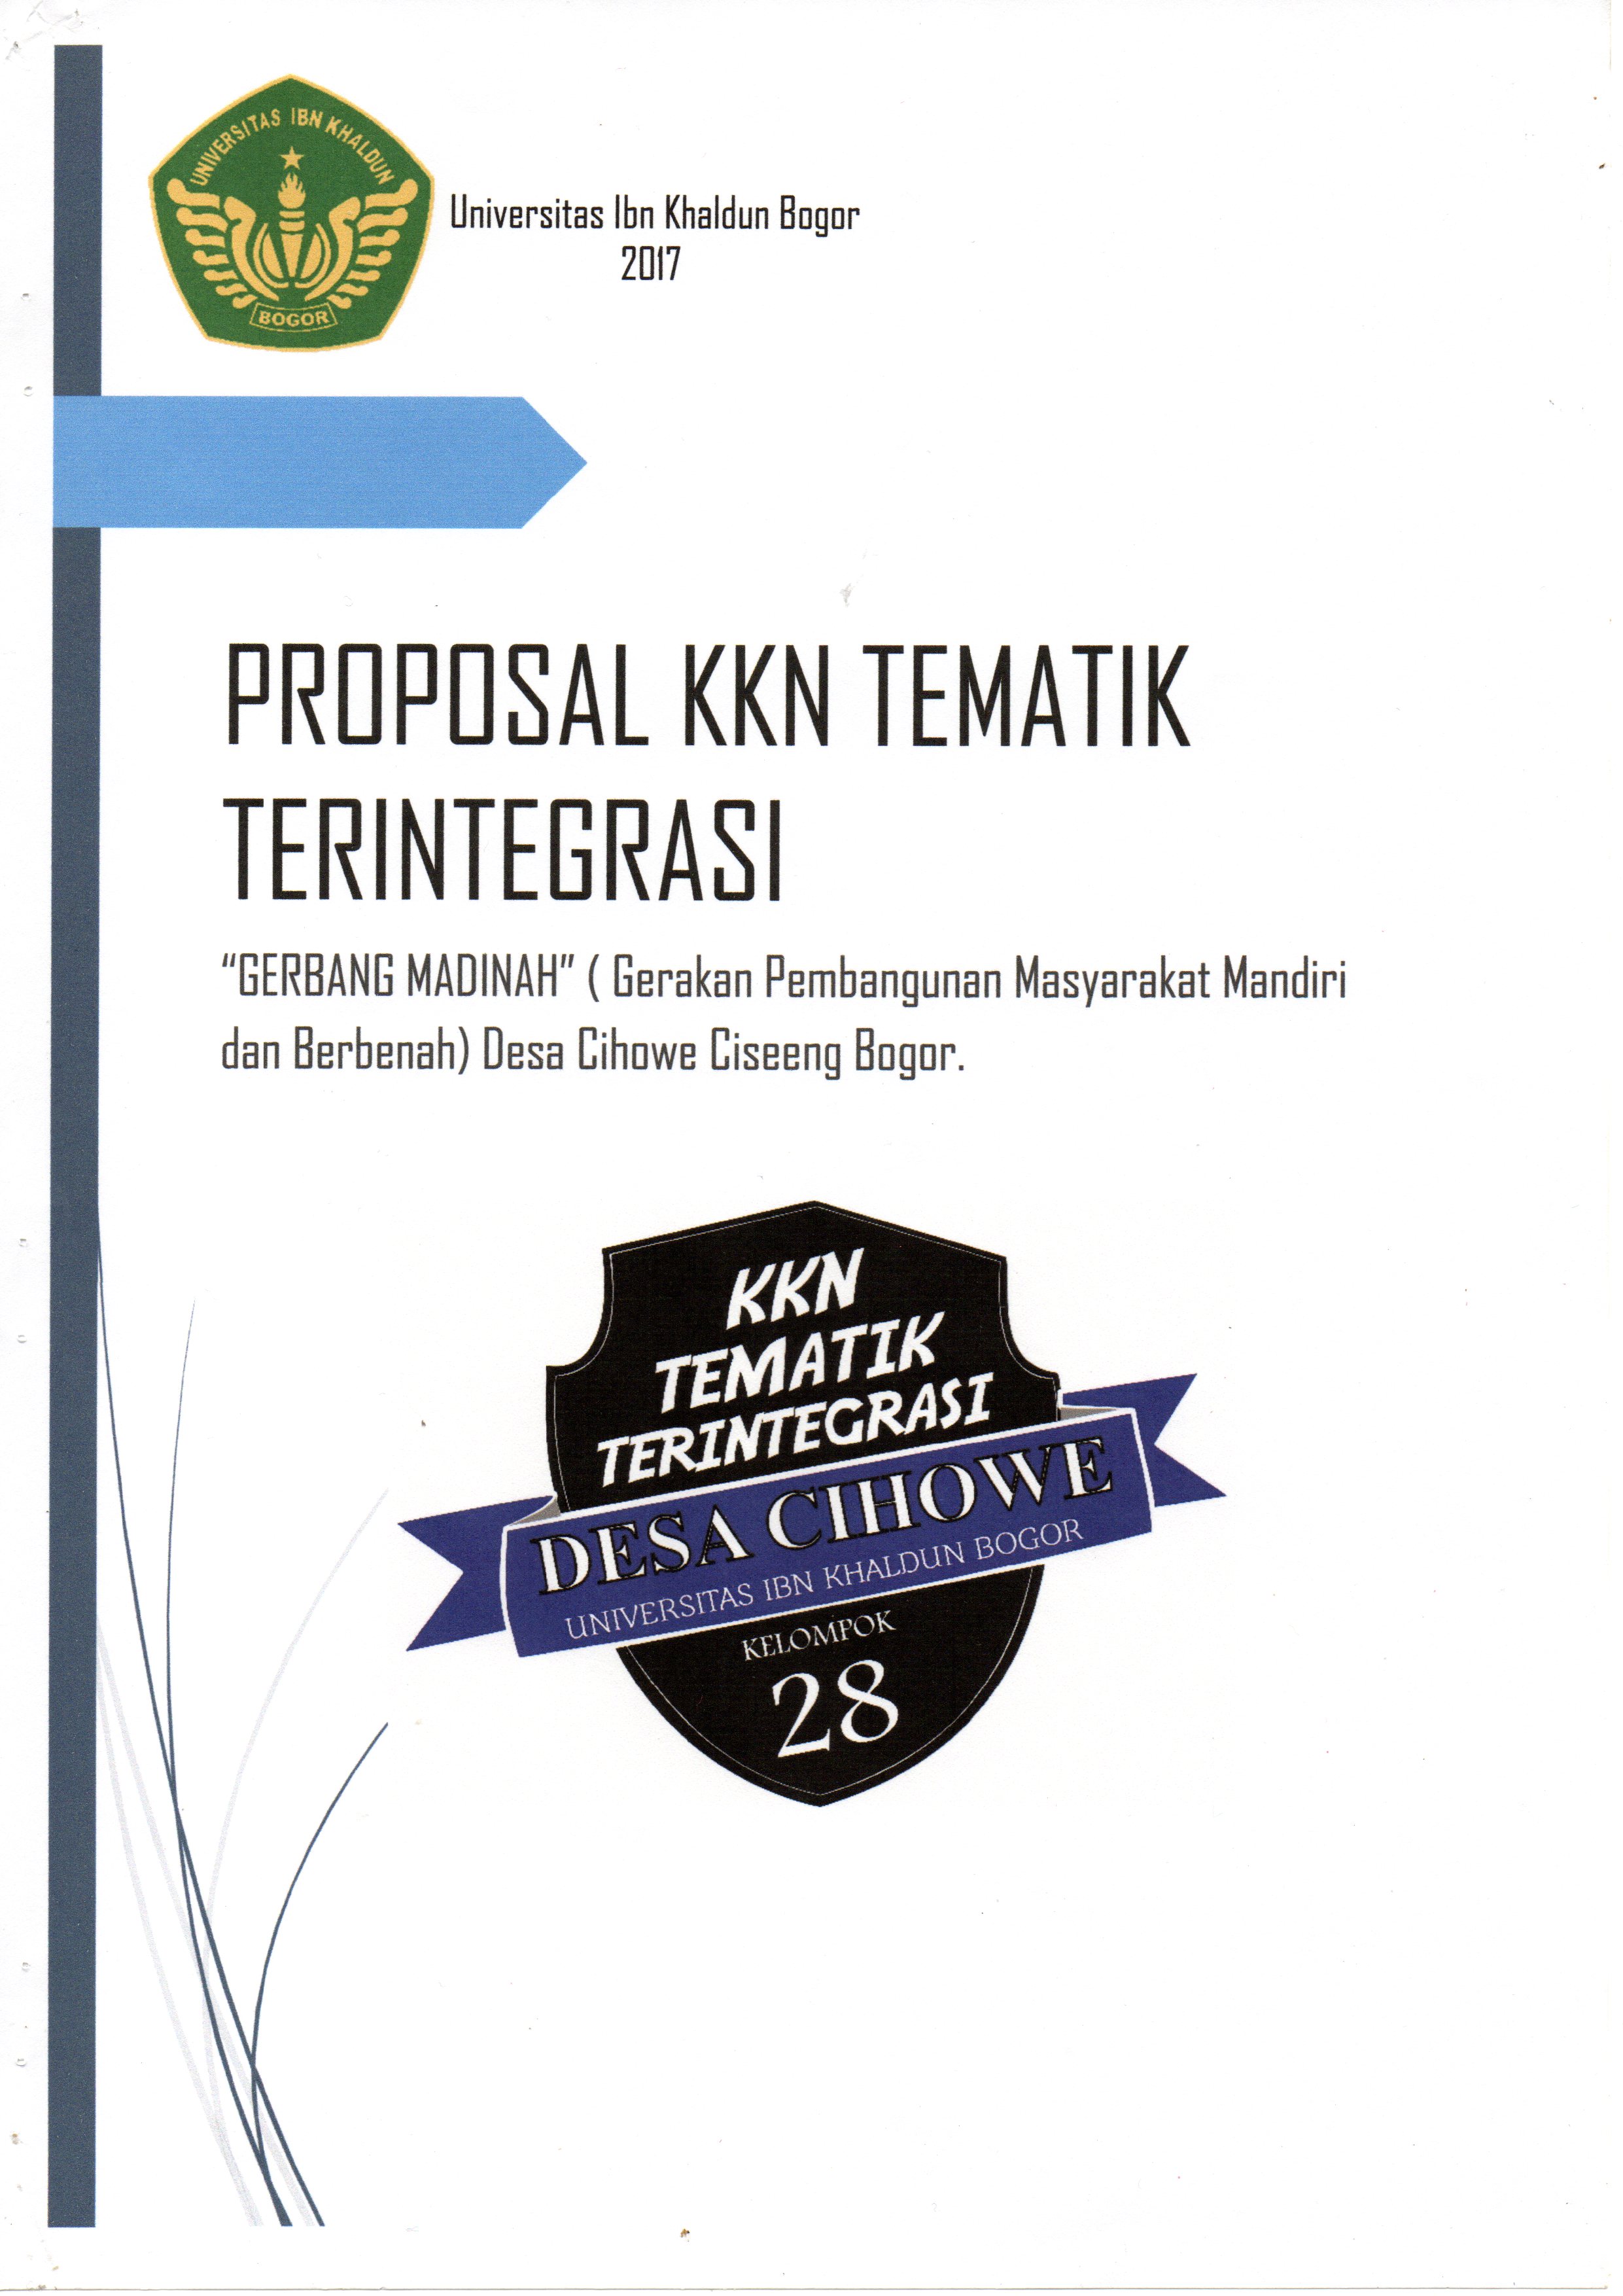 UNIVERSITAS IBN KHALDUN
BOGOR
Universitas Ibn Khaldun Bogor
2017
PROPOSAL KKN TEMATIK
TERINTEGRASI
“GERBANG MADINAH” ( Gerakan Pembangunan Masyarakat Mandiri
dan Berbenah) Desa Cihowe Ciseeng Bogor.
KKN
TEMATIK
TERINTEGRASI
DESA CIHOWE
UNIVERSITAS IBN KHALDUN BOGOR
KELOMPOK
28